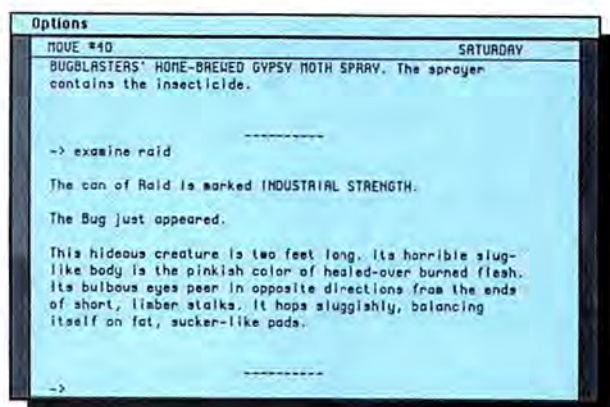 Options
MOVE #40 SATURDAY
BUGBLASTERS' HOME-BREWED GYPSY MOTH SPRAY. The sprayer
contains the insecticide.
----------
-> examine raid
The can of Raid is marked INDUSTRIAL STRENGTH.
The Bug just appeared.
This hideous creature is two feet long. Its horrible slug-
like body is the pinkish color of healed-over burned flesh.
Its bulbous eyes peer in opposite directions from the ends
of short, limber stalks. It hops sluggishly, balancing
itself on fat, sucker-like pads.
----------
->